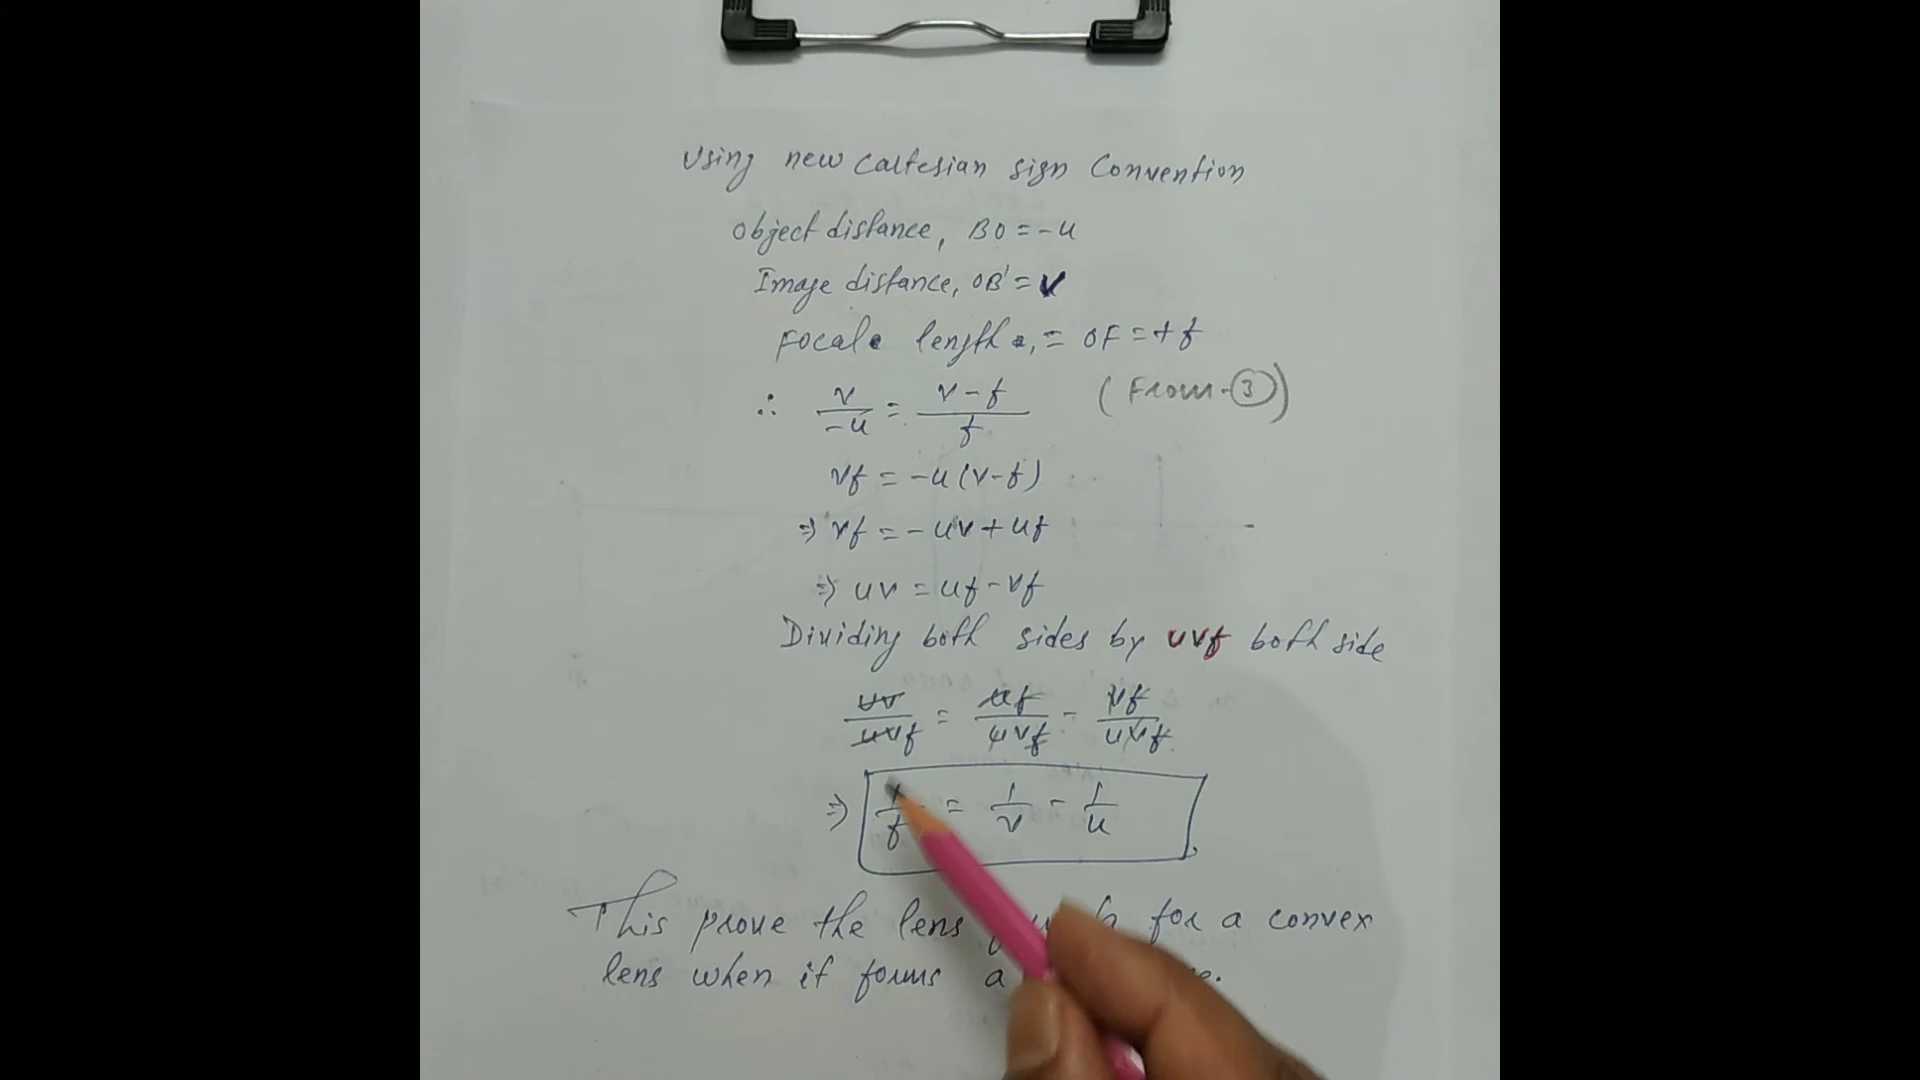 Using new Caltesian sign Convention
Object distance, BO = -u
Image distance, OB' = v
Focale length, = OF = +f
∴ v/-u = v-f/f (From-③)
vf = -u(v-f)
⇒ vf = -uv + uf
⇒ uv = uf - vf
Dividing both sides by uvf both side
uv/uvf = uf/uvf - vf/uvf
⇒ 1/f = 1/v - 1/u
This prove the lens for a convex
lens when it forms a